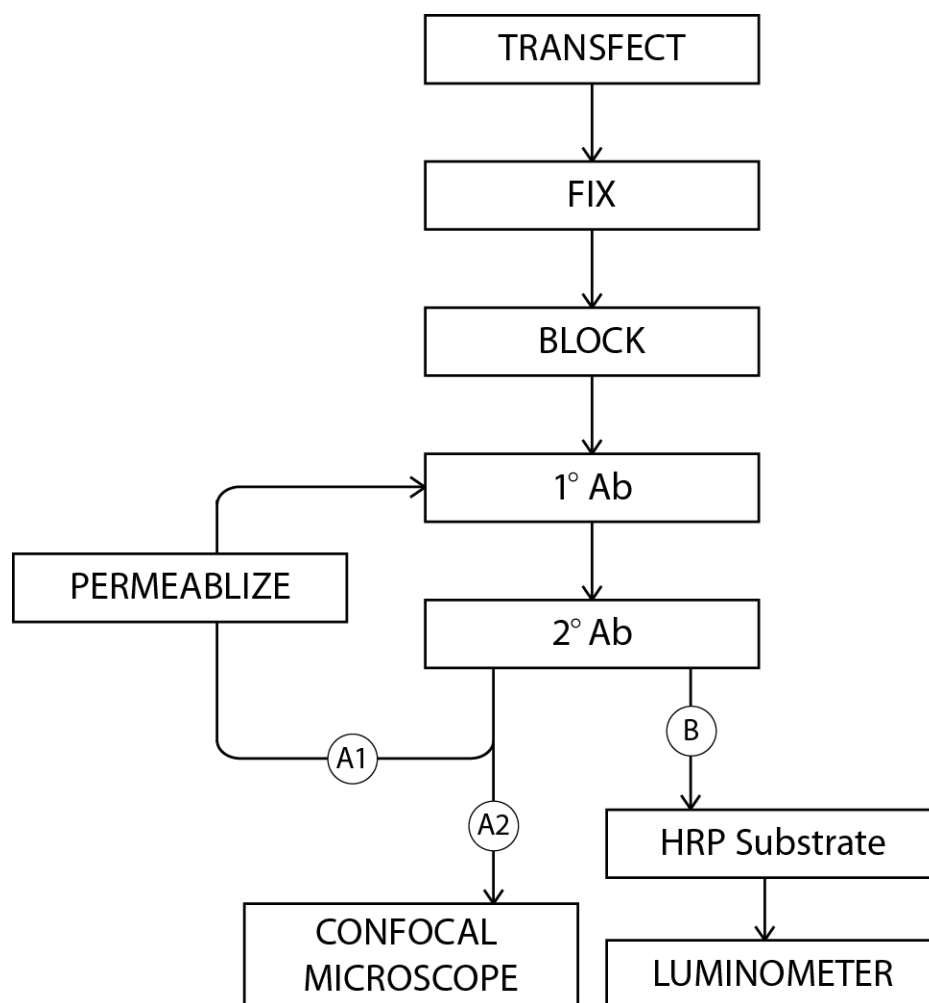 TRANSFECT
FIX
BLOCK
1° Ab
PERMEABLIZE
2° Ab
B
A1
A2
HRP Substrate
CONFOCAL
MICROSCOPE
LUMINOMETER